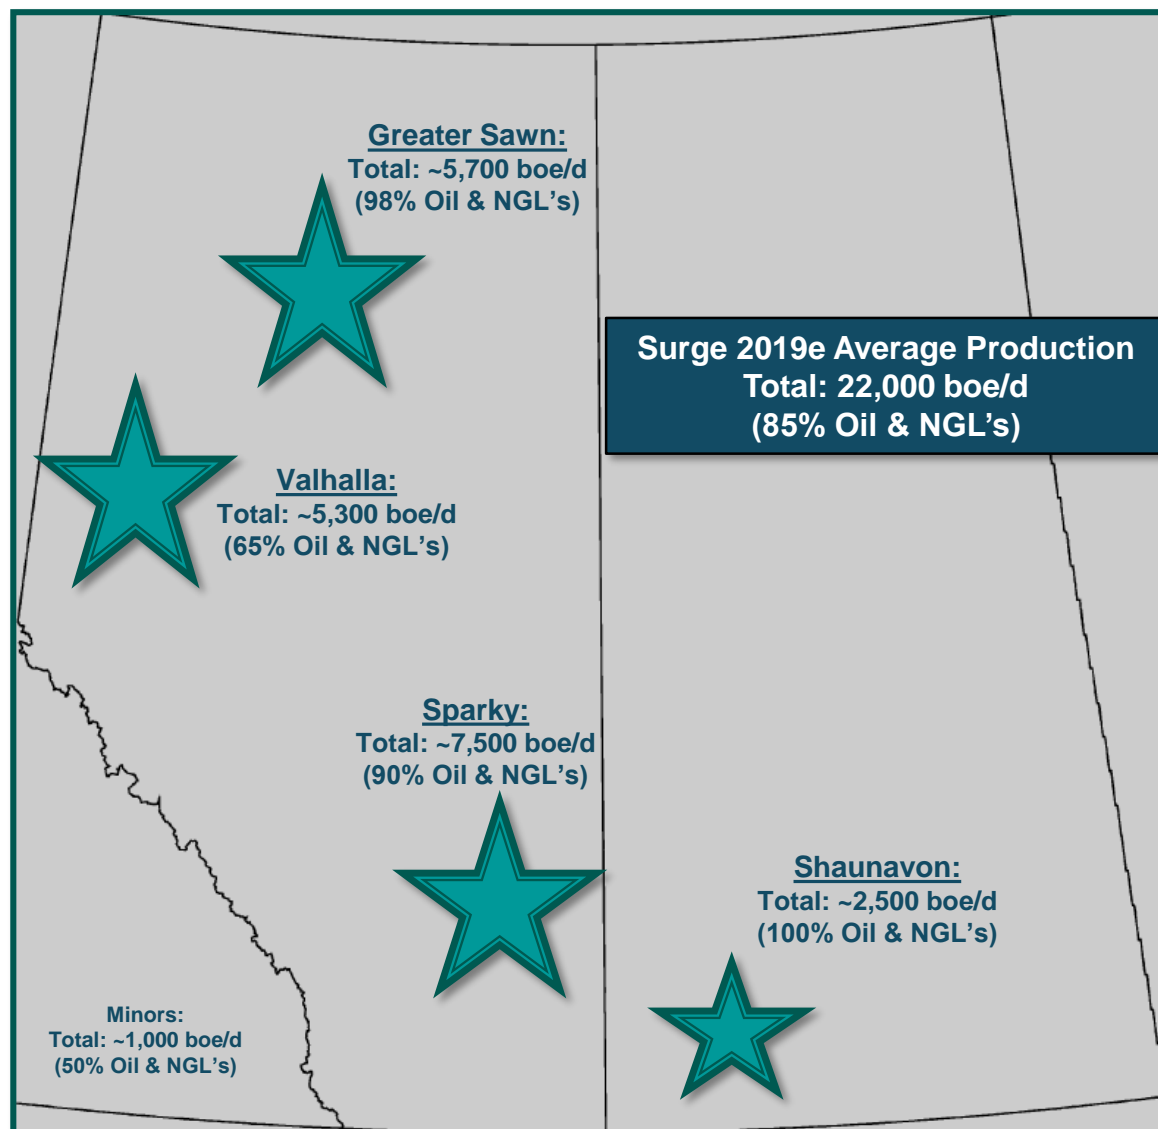 Greater Sawn:
Total: ~5,700 boe/d
(98% Oil & NGL's)
Surge 2019e Average Production
Total: 22,000 boe/d
(85% Oil & NGL's)
Valhalla:
Total: ~5,300 boe/d
(65% Oil & NGL's)
Sparky:
Total: ~7,500 boe/d
(90% Oil & NGL's)
Shaunavon:
Total: ~2,500 boe/d
(100% Oil & NGL's)
Minors:
Total: ~1,000 boe/d
(50% Oil & NGL's)